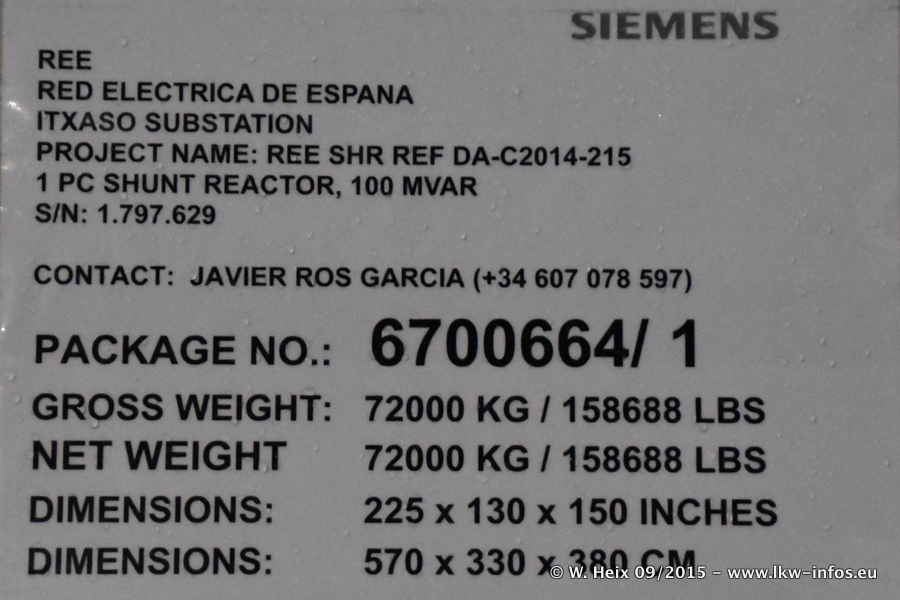 SIEMENS
REE
RED ELECTRICA DE ESPANA
ITXASO SUBSTATION
PROJECT NAME: REE SHR REF DA-C2014-215
1 PC SHUNT REACTOR, 100 MVAR
S/N: 1.797.629
CONTACT: JAVIER ROS GARCIA (+34 607 078 597)
PACKAGE NO.: 6700664/ 1
GROSS WEIGHT: 72000 KG / 158688 LBS
NET WEIGHT 72000 KG / 158688 LBS
DIMENSIONS: 225 x 130 x 150 INCHES
DIMENSIONS: 570 x 330 x 380 CM
© W. Heix 09/2015 - www.lkw-infos.eu